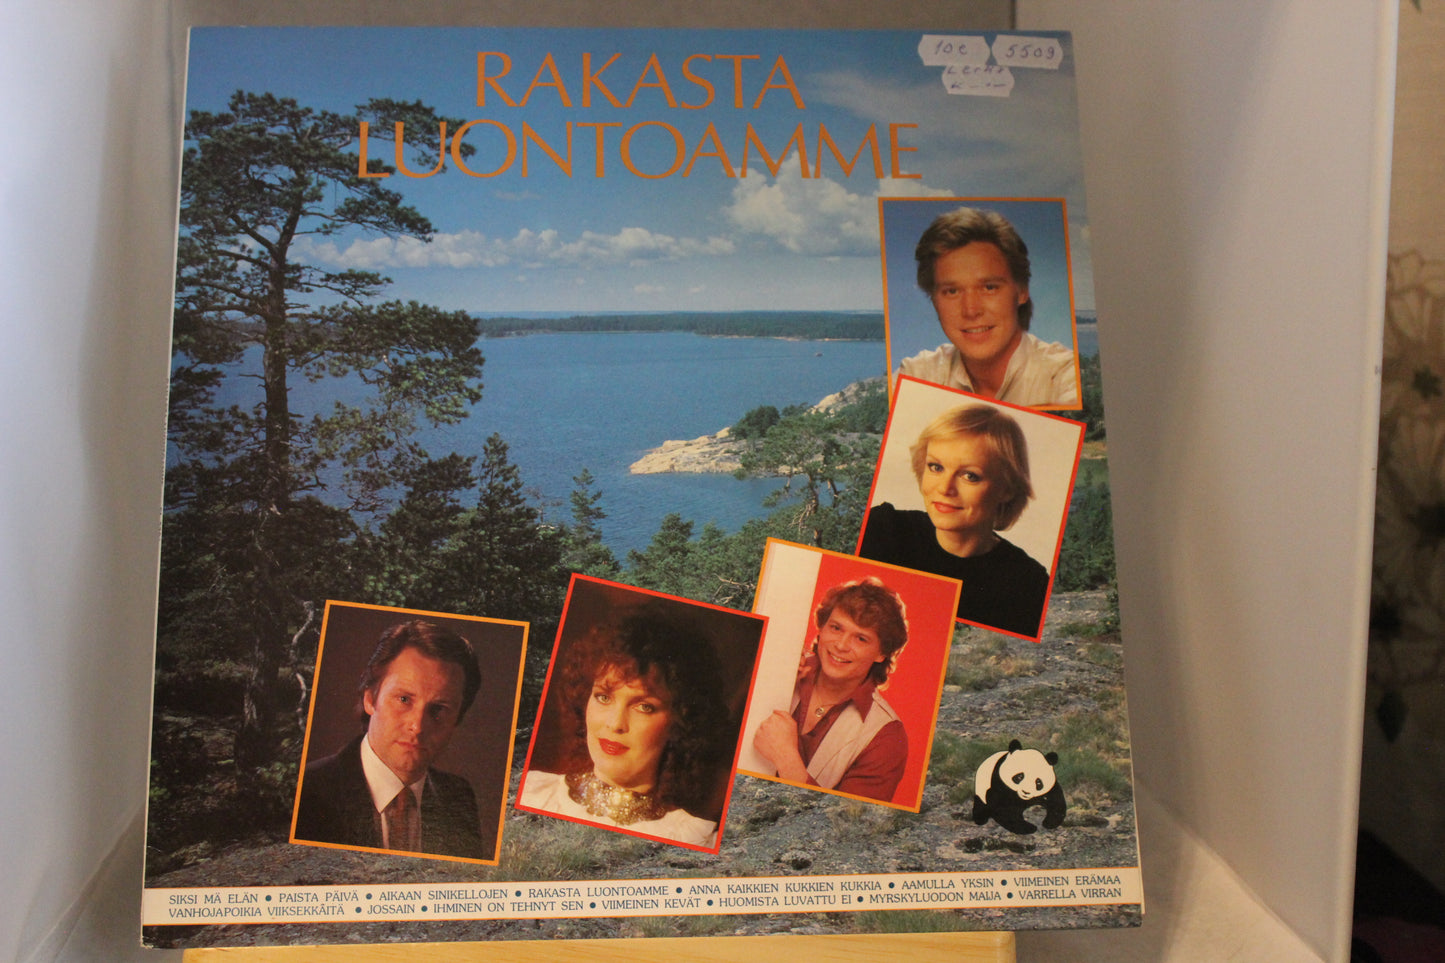 10 e
5509
RAKASTA
LUONTOAMME
SIKSI MÄ ELÄN • PAISTA PÄIVÄ • AIKAAN SINIKELLOJEN • RAKASTA LUONTOAMME • ANNA KAIKKIEN KUKKIEN KUKKIA • AAMULLA YKSIN • VIIMEINEN ERÄMAA
VANHOJAPOIKIA VIIKSEKKÄITÄ • JOSSAIN • IHMINEN ON TEHNYT SEN • VIIMEINEN KEVÄT • HUOMISTA LUVATTU EI • MYRSKYLUODON MAIJA • VARRELLA VIRRAN